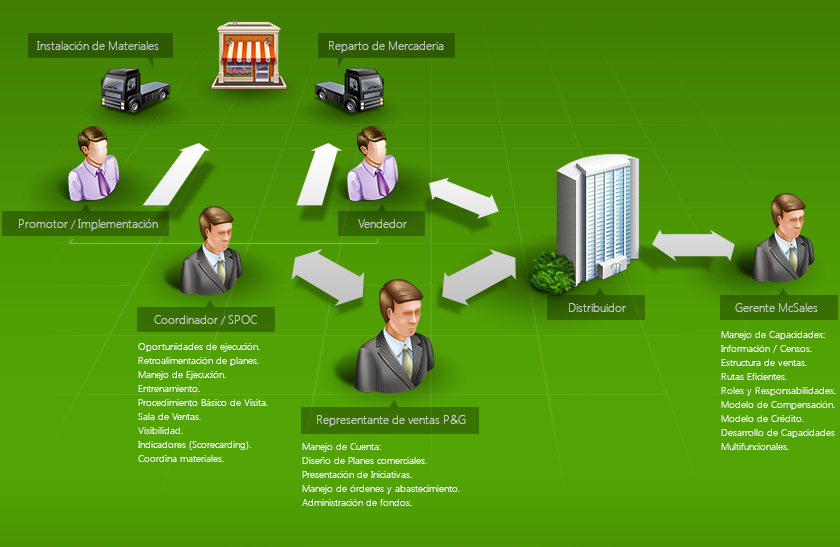 Instalación de Materiales
Reparto de Mercaderia
Promotor / Implementación
Vendedor
Coordinador / SPOC
Oportunidades de ejecución.
Retroalimentación de planes.
Manejo de Ejecución.
Entrenamiento.
Procedimiento Básico de Visita.
Sala de Ventas.
Visibilidad.
Indicadores (Scorecarding).
Coordina materiales.
Representante de ventas P&G
Manejo de Cuenta:
Diseño de Planes comerciales.
Presentación de Iniciativas.
Manejo de órdenes y abastecimiento.
Administración de fondos.
Distribuidor
Gerente McSales
Manejo de Capacidades:
Información / Censos.
Estructura de ventas.
Rutas Eficientes.
Roles y Responsabilidades.
Modelo de Compensación.
Modelo de Crédito.
Desarrollo de Capacidades
Multifuncionales.